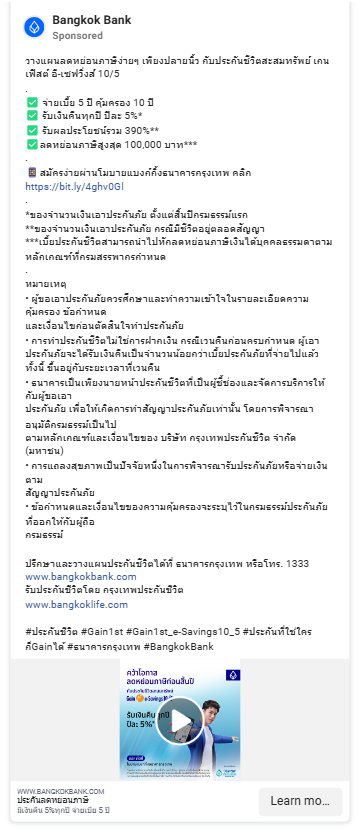 Bangkok Bank
Sponsored
วางแผนลดหย่อนภาษีง่ายๆ เพียงปลายนิ้ว กับประกันชีวิตสะสมทรัพย์ เกน
เฟิสต์ อี-เซฟวิ่งส์ 10/5
.
✅ จ่ายเบี้ย 5 ปี คุ้มครอง 10 ปี
✅ รับเงินคืนทุกปี ปีละ 5%*
✅ รับผลประโยชน์รวม 390%**
✅ลดหย่อนภาษีสูงสุด 100,000 บาท***
.
📱 สมัครง่ายผ่านโมบายแบงก์กิ้งธนาคารกรุงเทพ คลิก
https://bit.ly/4ghv0Gl
.
*ของจำนวนเงินเอาประกันภัย ตั้งแต่สิ้นปีกรมธรรม์แรก
**ของจำนวนเงินเอาประกันภัย กรณีมีชีวิตอยู่ตลอดสัญญา
***เบี้ยประกันชีวิตสามารถนำไปหักลดหย่อนภาษีเงินได้บุคคลธรรมดาตาม
หลักเกณฑ์ที่กรมสรรพากรกำหนด
.
หมายเหตุ
• ผู้ขอเอาประกันภัยควรศึกษาและทำความเข้าใจในรายละเอียดความ
คุ้มครอง ข้อกำหนด
และเงื่อนไขก่อนตัดสินใจทำประกันภัย
• การทำประกันชีวิตไม่ใช่การฝากเงิน กรณีเวนคืนก่อนครบกำหนด ผู้เอา
ประกันภัยจะได้รับเงินคืนเป็นจำนวนน้อยกว่าเบี้ยประกันภัยที่จ่ายไปแล้ว
ทั้งนี้ ขึ้นอยู่กับระยะเวลาที่เวนคืน
• ธนาคารเป็นเพียงนายหน้าประกันชีวิตที่เป็นผู้ชี้ช่องและจัดการบริการให้
กับผู้ขอเอา
ประกันภัย เพื่อให้เกิดการทำสัญญาประกันภัยเท่านั้น โดยการพิจารณา
อนุมัติกรมธรรม์เป็นไป
ตามหลักเกณฑ์และเงื่อนไขของ บริษัท กรุงเทพประกันชีวิต จำกัด
(มหาชน)
• การแถลงสุขภาพเป็นปัจจัยหนึ่งในการพิจารณารับประกันภัยหรือจ่ายเงิน
ตาม
สัญญาประกันภัย
• ข้อกำหนดและเงื่อนไขของความคุ้มครองจะระบุไว้ในกรมธรรม์ประกันภัย
ที่ออกให้กับผู้ถือ
กรมธรรม์
ปรึกษาและวางแผนประกันชีวิตได้ที่ ธนาคารกรุงเทพ หรือโทร. 1333
www.bangkokbank.com
รับประกันชีวิตโดย กรุงเทพประกันชีวิต
www.bangkoklife.com
#ประกันชีวิต #Gain1st #Gain1st_e-Savings10_5 #ประกันที่ใช่ใคร
ก็Gainได้ #ธนาคารกรุงเทพ #BangkokBank
คว้าโอกาส
ลดหย่อนภาษีก่อนสิ้นปี
รับเงินคืนทุกปี
ปีละ 5%*
WWW.BANGKOKBANK.COM
ประกันลดหย่อนภาษี
มีเงินคืน 5%ทุกปี จ่ายเบี้ย 5 ปี
Learn mo...